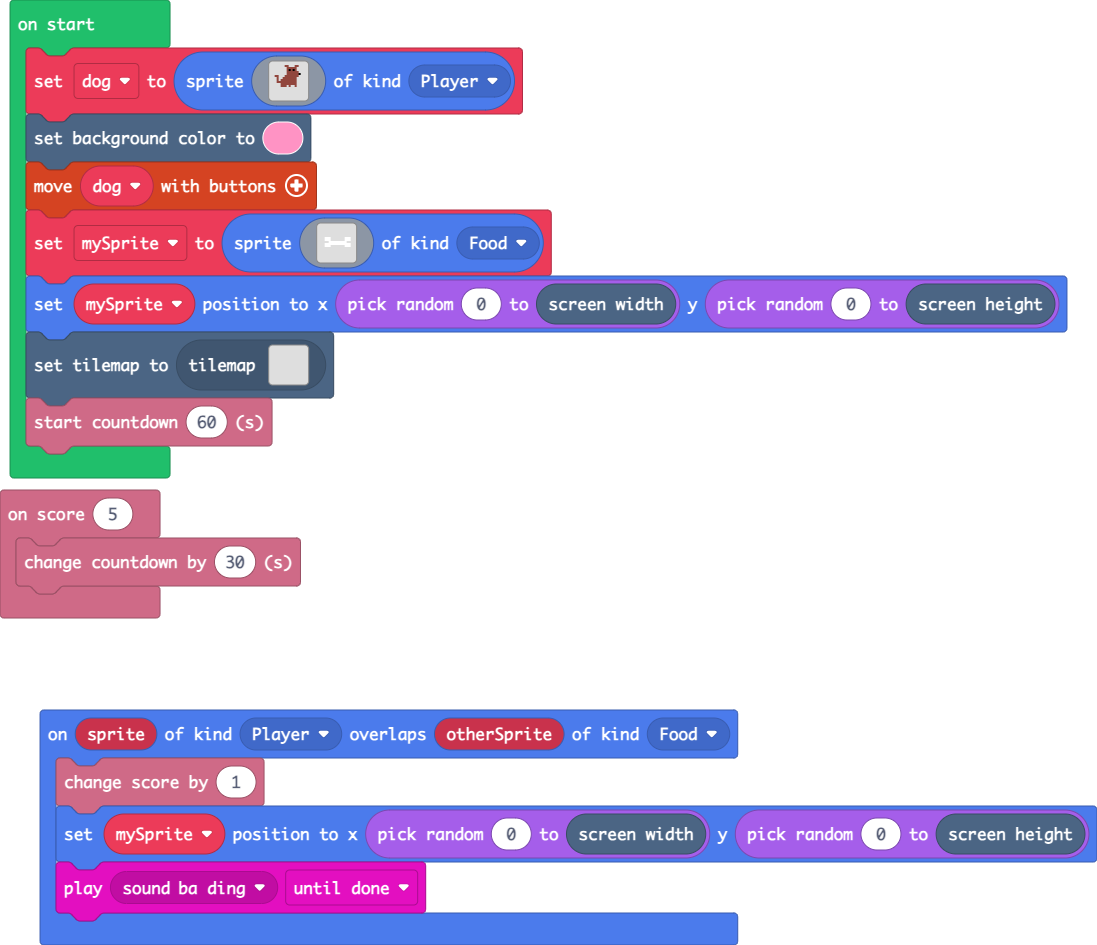 on start
set dog to sprite of kind Player
set background color to
move dog with buttons
set mySprite to sprite of kind Food
set mySprite position to x pick random 0 to screen width y pick random 0 to screen height
set tilemap to tilemap
start countdown 60 (s)
on score 5
change countdown by 30 (s)
on sprite of kind Player overlaps otherSprite of kind Food
change score by 1
set mySprite position to x pick random 0 to screen width y pick random 0 to screen height
play sound ba ding until done